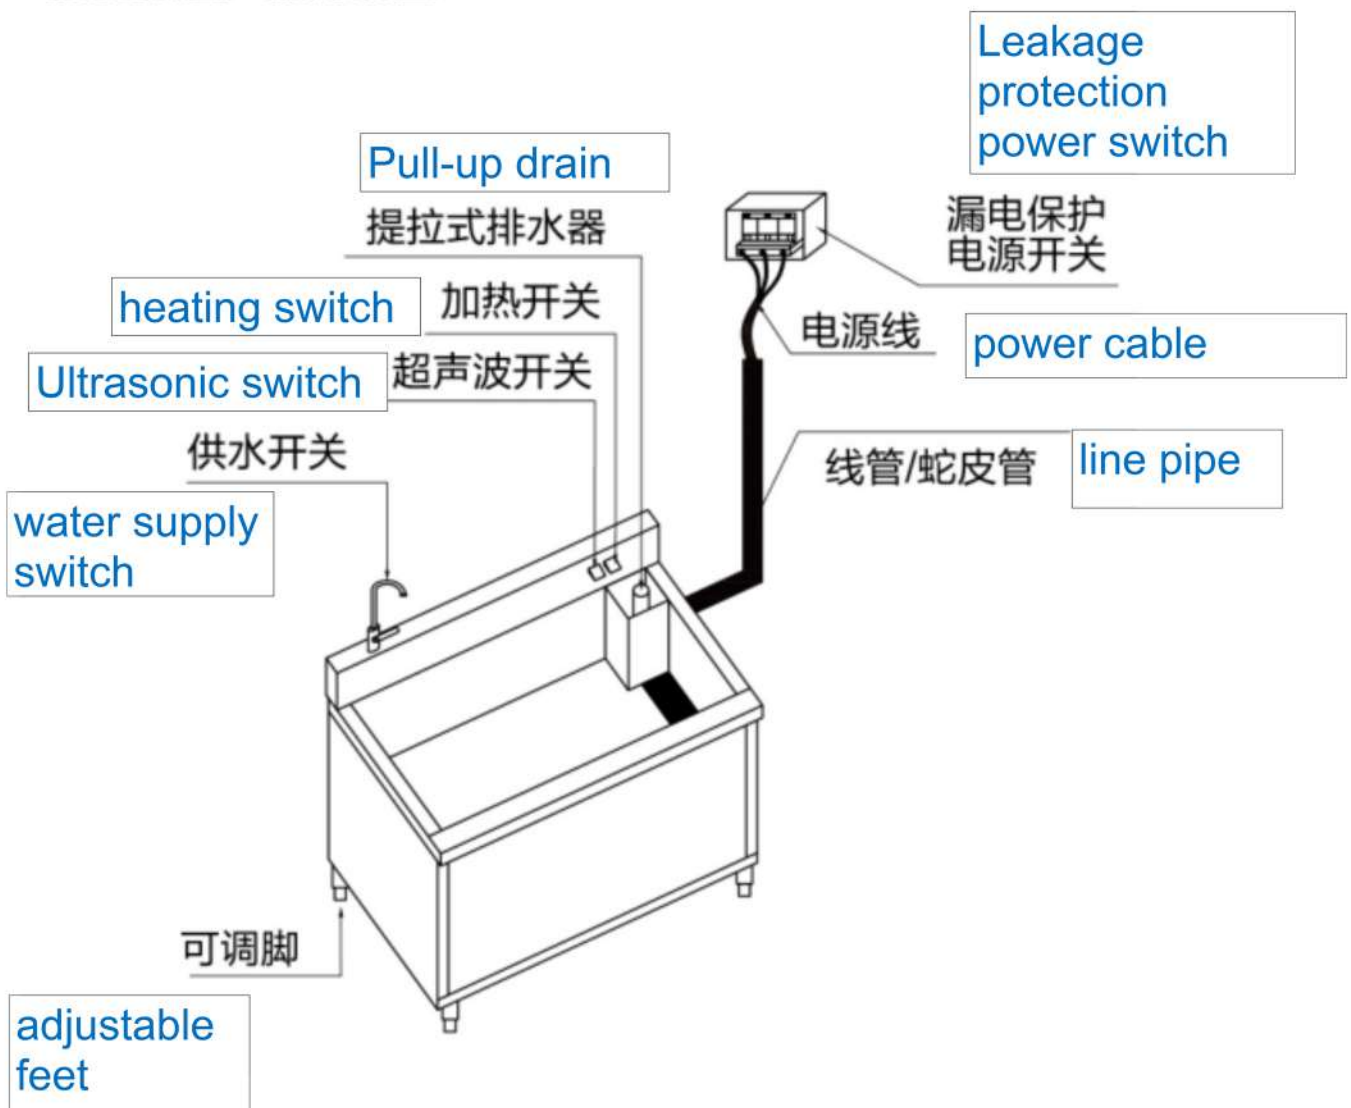 Leakage
protection
power switch
Pull-up drain
提拉式排水器
漏电保护
电源开关
heating switch
加热开关
电源线
power cable
Ultrasonic switch
超声波开关
供水开关
线管/蛇皮管
line pipe
water supply
switch
可调脚
adjustable
feet